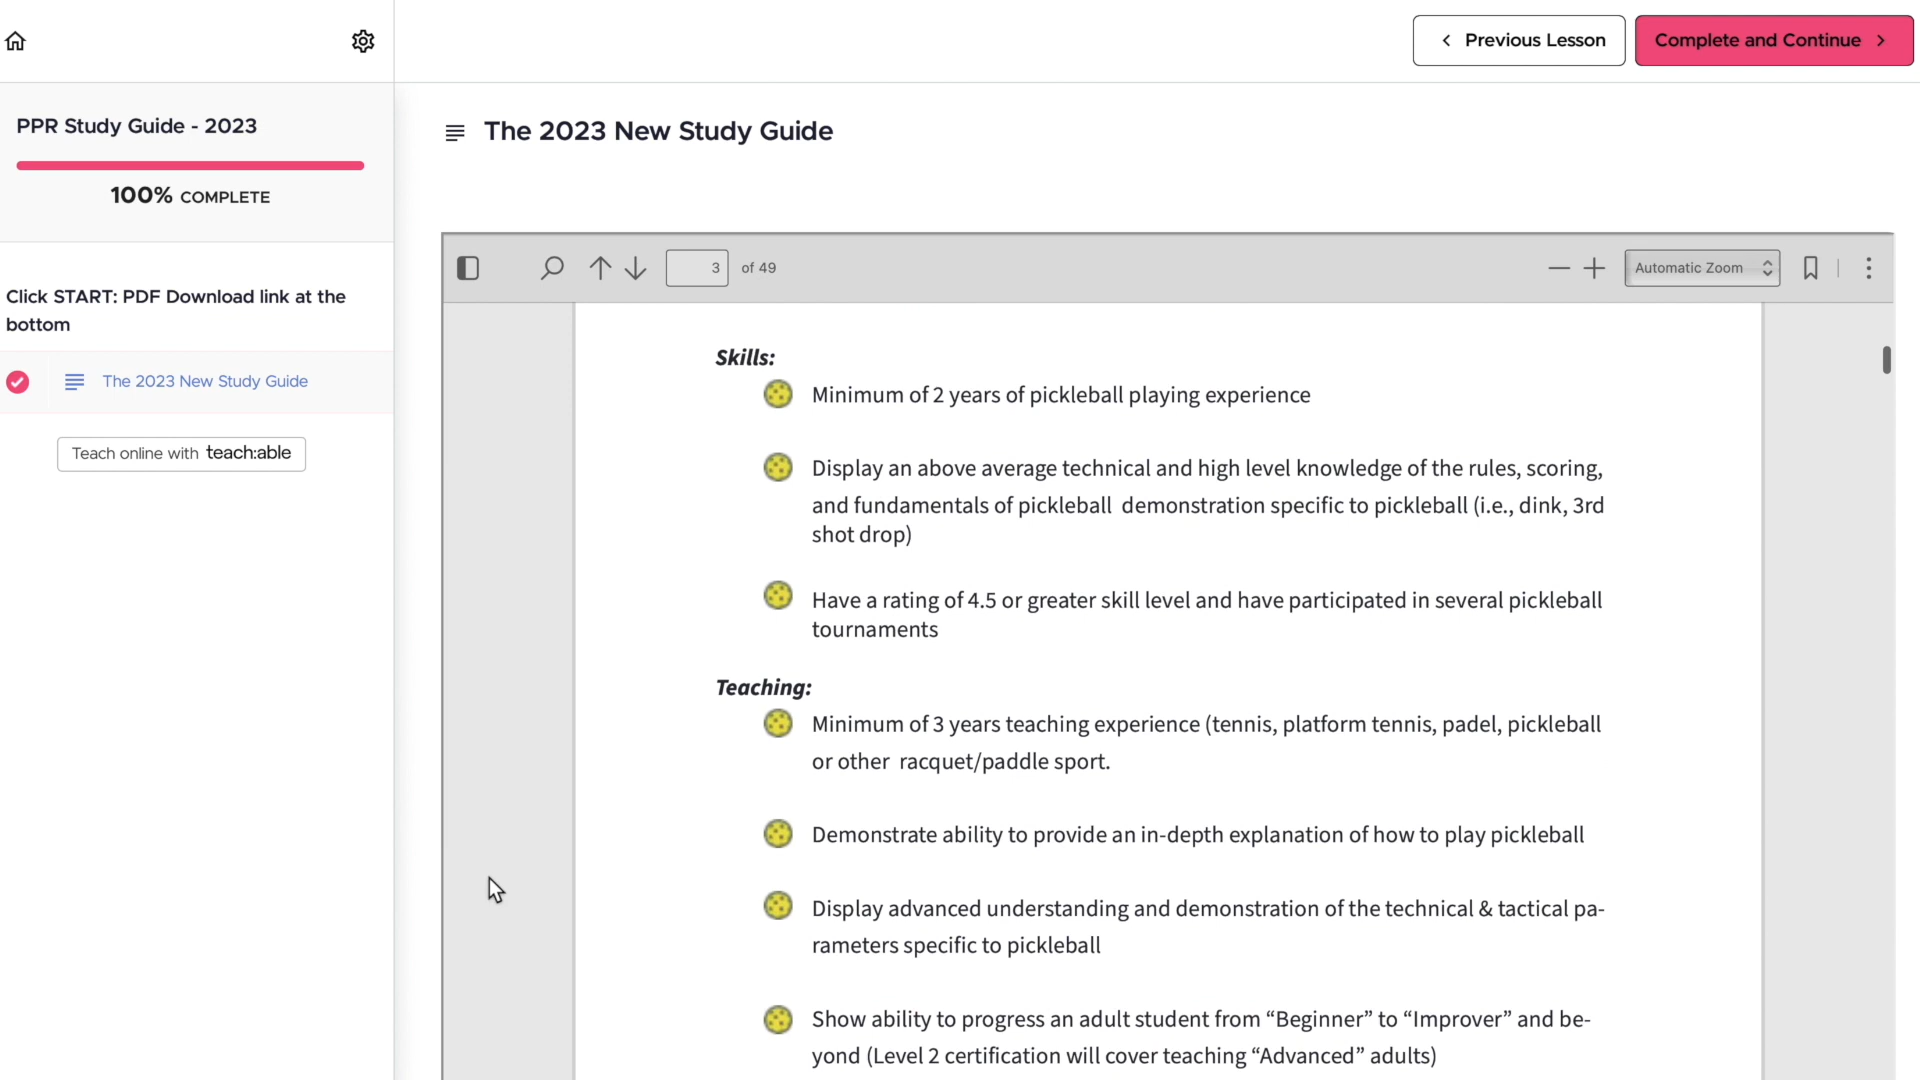 Previous Lesson
Complete and Continue
PPR Study Guide - 2023
100% COMPLETE
Click START: PDF Download link at the
bottom
The 2023 New Study Guide
Teach online with teach:able
The 2023 New Study Guide
3 of 49
Automatic Zoom
Skills:
Minimum of 2 years of pickleball playing experience
Display an above average technical and high level knowledge of the rules, scoring,
and fundamentals of pickleball demonstration specific to pickleball (i.e., dink, 3rd
shot drop)
Have a rating of 4.5 or greater skill level and have participated in several pickleball
tournaments
Teaching:
Minimum of 3 years teaching experience (tennis, platform tennis, padel, pickleball
or other racquet/paddle sport.
Demonstrate ability to provide an in-depth explanation of how to play pickleball
Display advanced understanding and demonstration of the technical & tactical pa-
rameters specific to pickleball
Show ability to progress an adult student from “Beginner” to “Improver” and be-
yond (Level 2 certification will cover teaching “Advanced” adults)